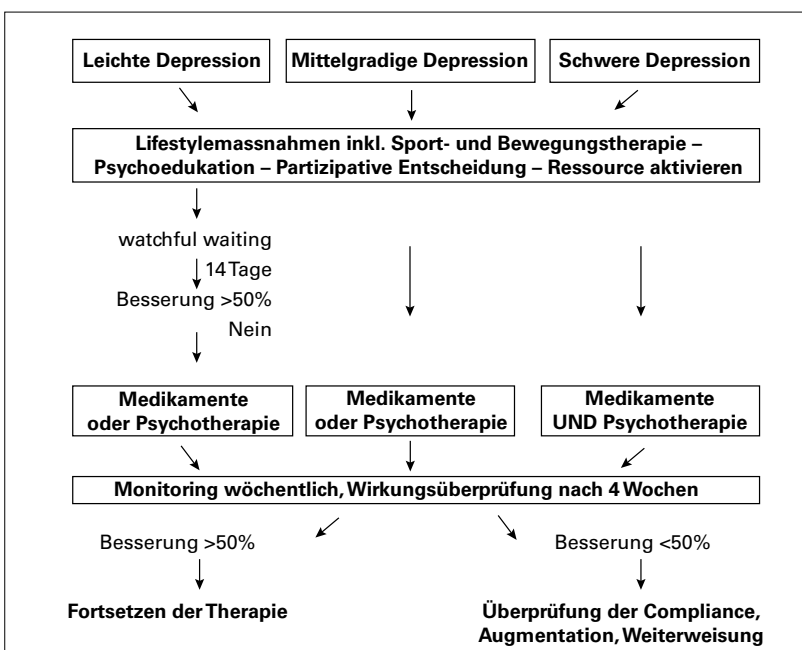 Leichte Depression
Mittelgradige Depression
Schwere Depression
Lifestylemassnahmen inkl. Sport- und Bewegungstherapie –
Psychoedukation – Partizipative Entscheidung – Ressource aktivieren
watchful waiting
14 Tage
Besserung >50%
Nein
Medikamente
oder Psychotherapie
Medikamente
oder Psychotherapie
Medikamente
UND Psychotherapie
Monitoring wöchentlich, Wirkungsüberprüfung nach 4 Wochen
Besserung >50%
Besserung <50%
Fortsetzen der Therapie
Überprüfung der Compliance,
Augmentation, Weiterweisung